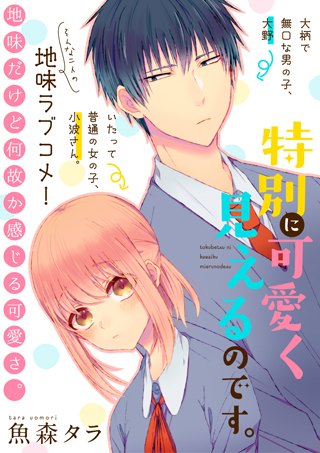 大柄で
無口な男の子、
大野
いたって
普通の女の子、
小波さん。
そんな二人の
地味ラブコメ!
地味だけど何故か感じる可愛さ。
特別に可愛く
見えるのです。
tokubetsu ni
kawaiku
mierunodesu
tara uomori
魚森タラ